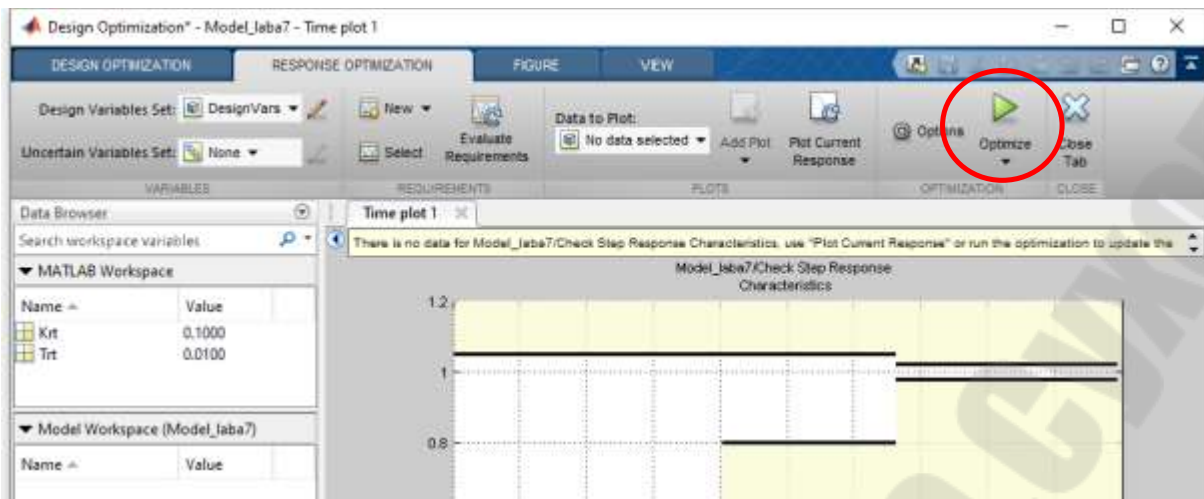 Design Optimization* - Model_laba7 - Time plot 1
DESIGN OPTIMIZATION RESPONSE OPTIMIZATION FIGURE VIEW
Design Variables Set: DesignVars New Data to Plot: Options Optimize Close Tab
Uncertain Variables Set: None Select Evaluate Requirements No data selected Add Plot Plot Current Response
VARIABLES REQUIREMENTS PLOTS OPTIMIZATION CLOSE
Data Browser Time plot 1
Search workspace variables There is no data for Model_laba7/Check Step Response Characteristics, use "Plot Current Response" or run the optimization to update the
MATLAB Workspace
Name Value
Krt 0.1000
Trt 0.0100
Model Workspace (Model_laba7)
Name Value
Model_laba7/Check Step Response
Characteristics
1.2
1
0.8